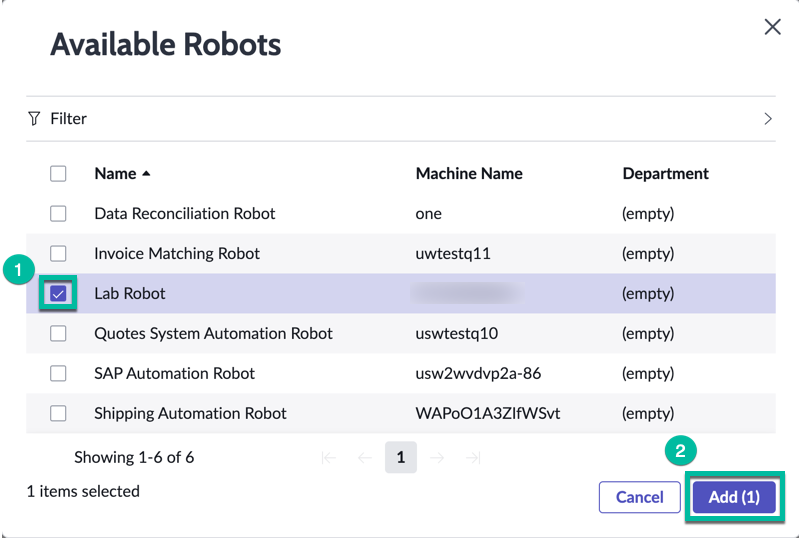 Available Robots
Filter
Name Machine Name Department
Data Reconciliation Robot one (empty)
Invoice Matching Robot uwtestq11 (empty)
1
Lab Robot (empty)
Quotes System Automation Robot uswtestq10 (empty)
SAP Automation Robot usw2wvdvp2a-86 (empty)
Shipping Automation Robot WAPoO1A3ZIfWSvt (empty)
Showing 1-6 of 6 1
2
1 items selected
Cancel Add (1)